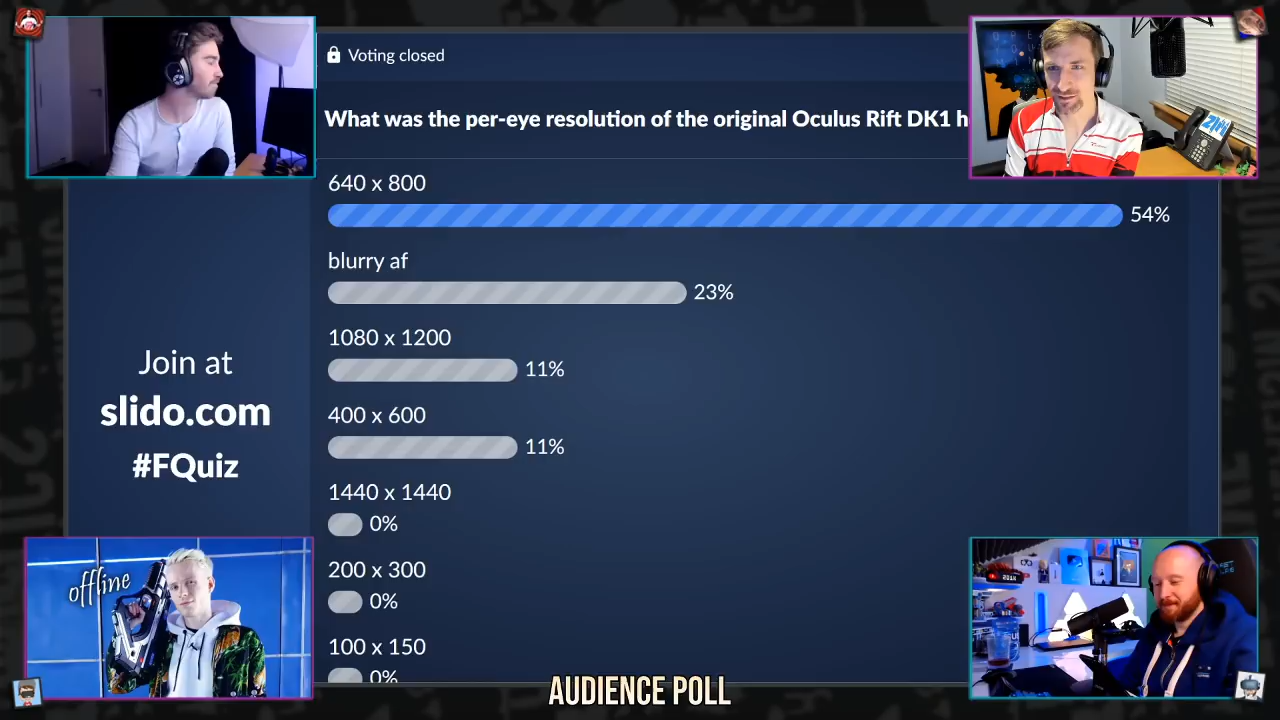 Voting closed
What was the per-eye resolution of the original Oculus Rift DK1 h
640 x 800
54%
blurry af
23%
1080 x 1200
11%
400 x 600
11%
1440 x 1440
0%
200 x 300
0%
100 x 150
0%
Join at
slido.com
#FQuiz
offline
AUDIENCE POLL